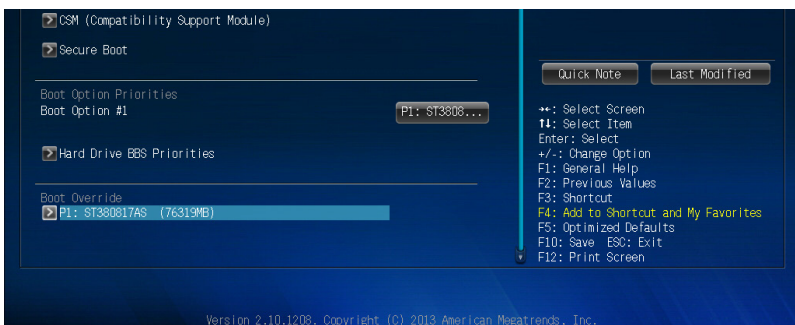 CSM (Compatibility Support Module)
Secure Boot
Boot Option Priorities
Boot Option #1
P1: ST3808...
Hard Drive BBS Priorities
Boot Override
P1: ST380817AS (76319MB)
Quick Note
Last Modified
→←: Select Screen
↑↓: Select Item
Enter: Select
+/-: Change Option
F1: General Help
F2: Previous Values
F3: Shortcut
F4: Add to Shortcut and My Favorites
F5: Optimized Defaults
F10: Save ESC: Exit
F12: Print Screen
Version 2.10.1208. Copyright (C) 2013 American Megatrends, Inc.